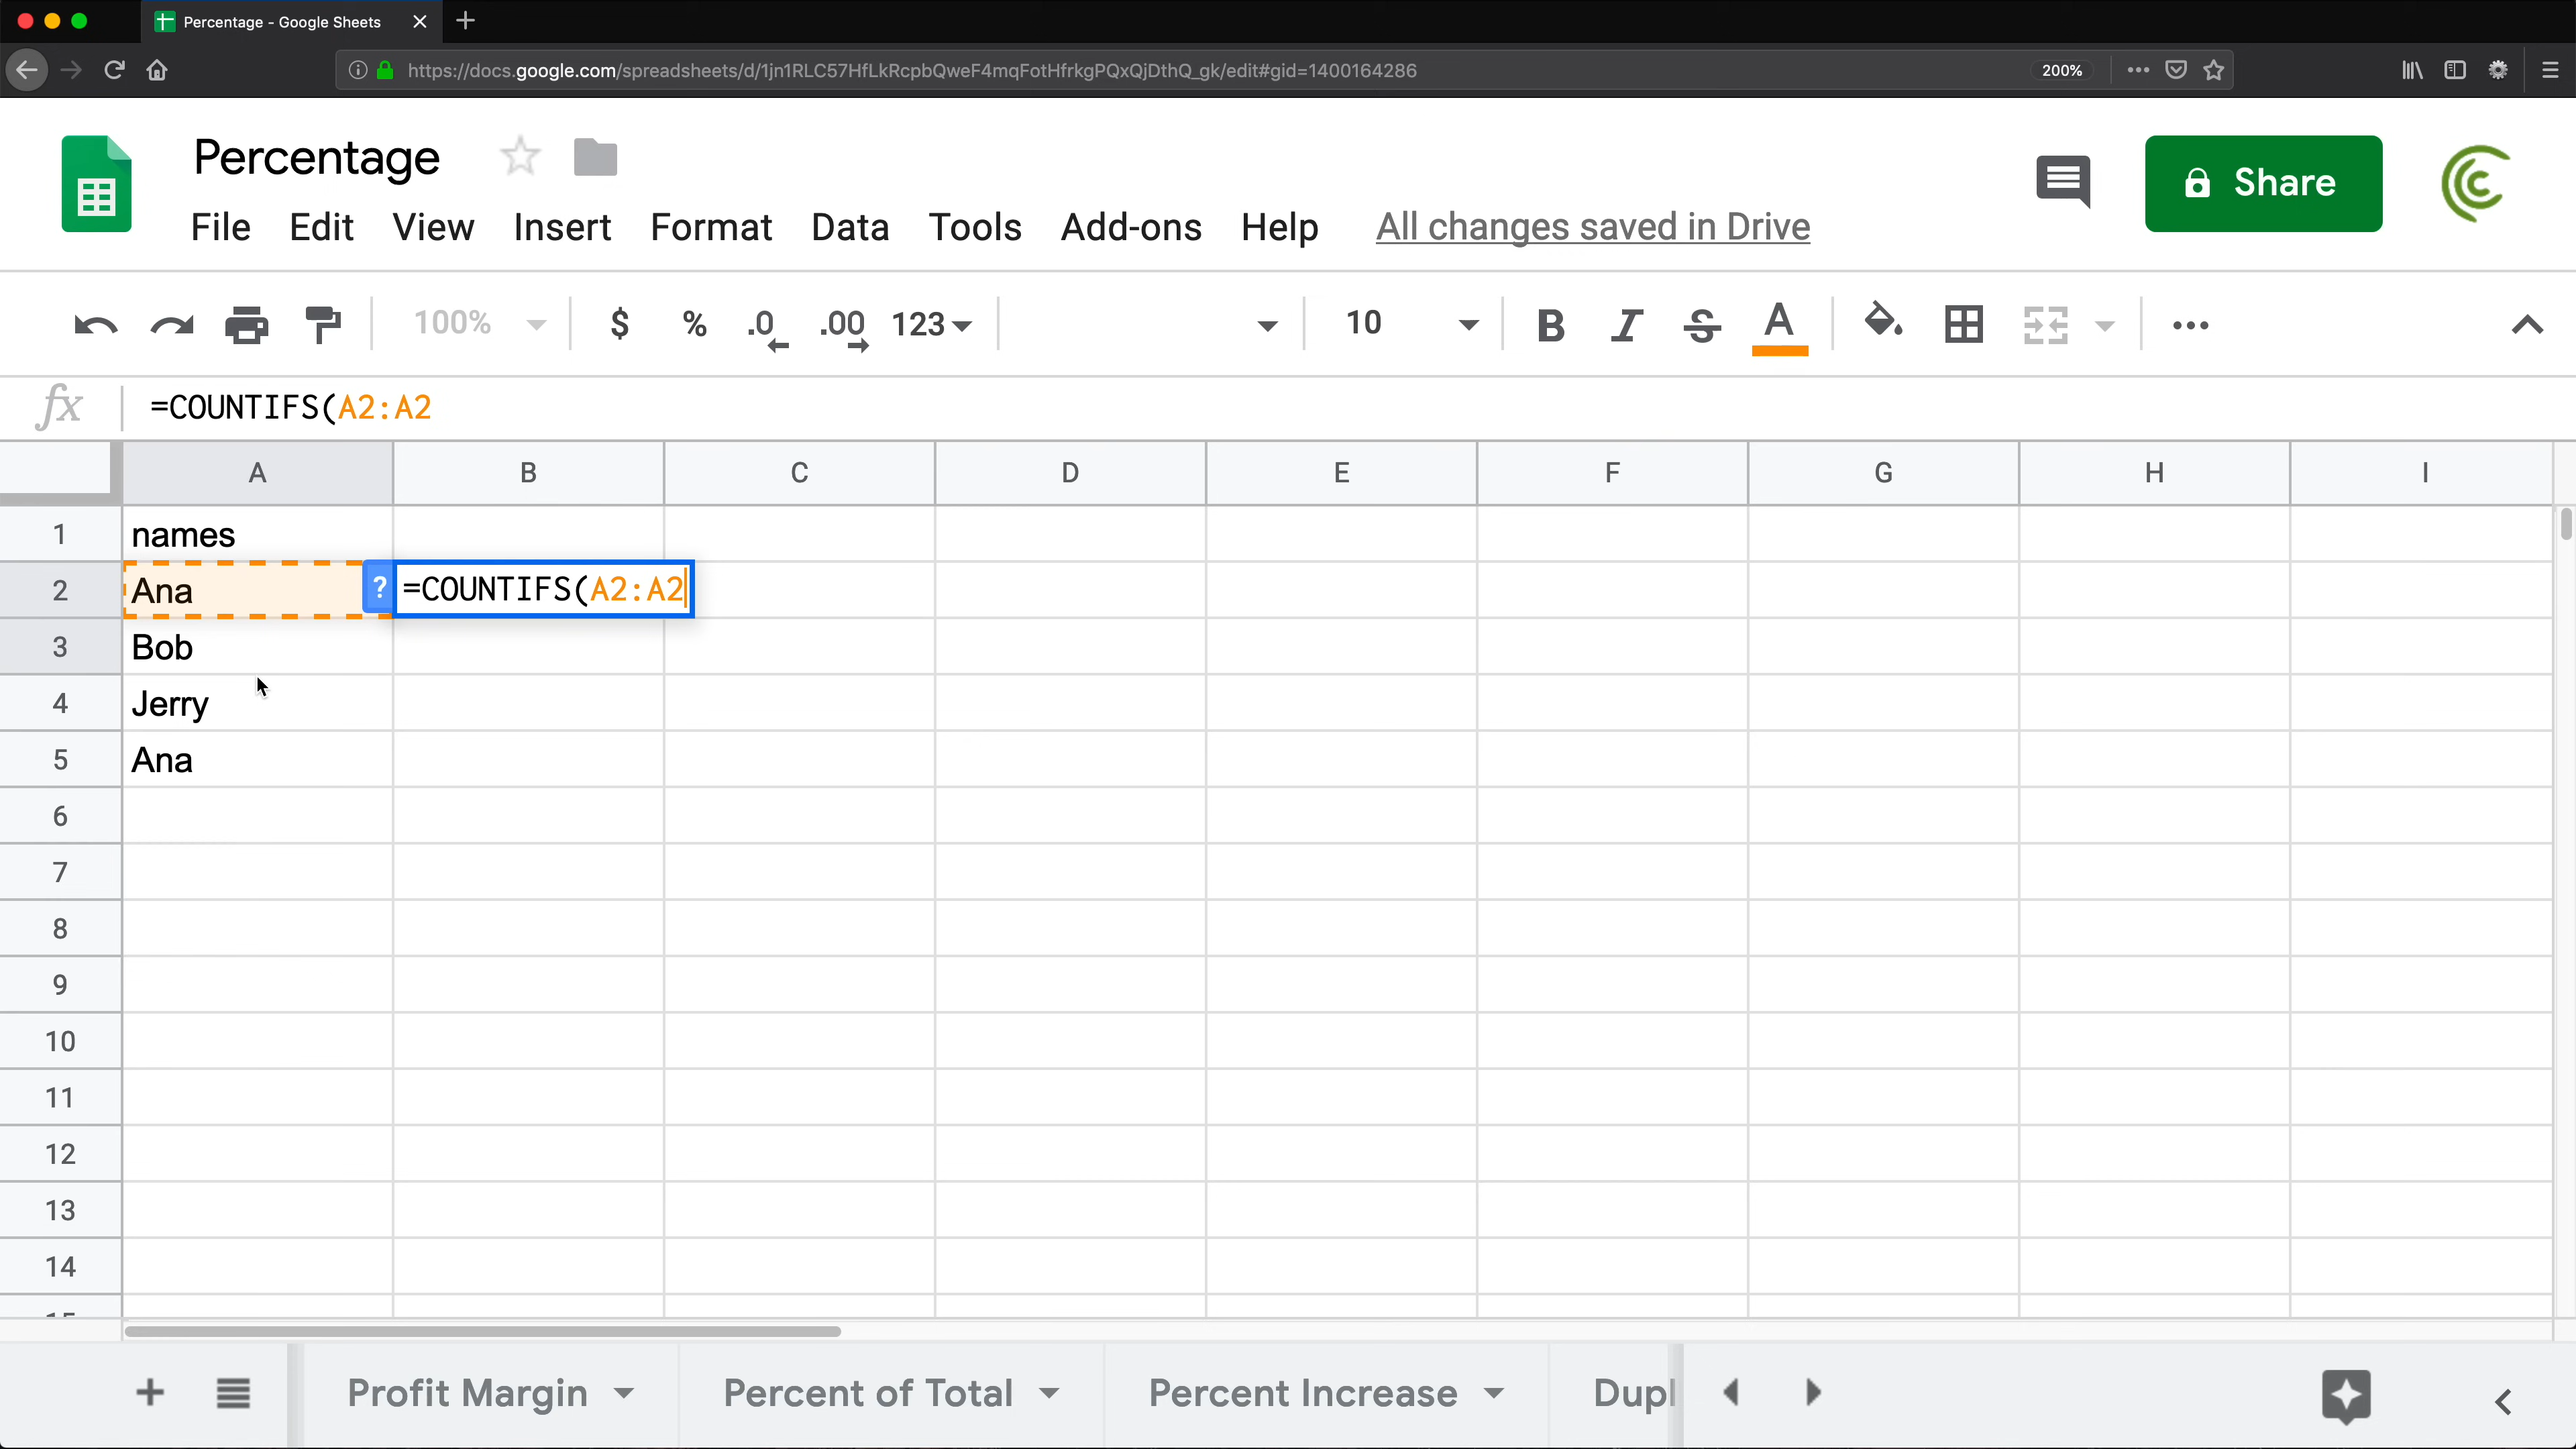 Percentage - Google Sheets
https://docs.google.com/spreadsheets/d/1jn1RLC57HfLkRcpbQweF4mqFotHfrkgPQxQjDthQ_gk/edit#gid=1400164286
200%
Percentage
File Edit View Insert Format Data Tools Add-ons Help All changes saved in Drive
Share
100% $ % .0 .00 123 10 B I S A
fx =COUNTIFS(A2:A2
A B C D E F G H I
1 names
2 Ana ? =COUNTIFS(A2:A2
3 Bob
4 Jerry
5 Ana
6
7
8
9
10
11
12
13
14
15
Profit Margin Percent of Total Percent Increase Dupl